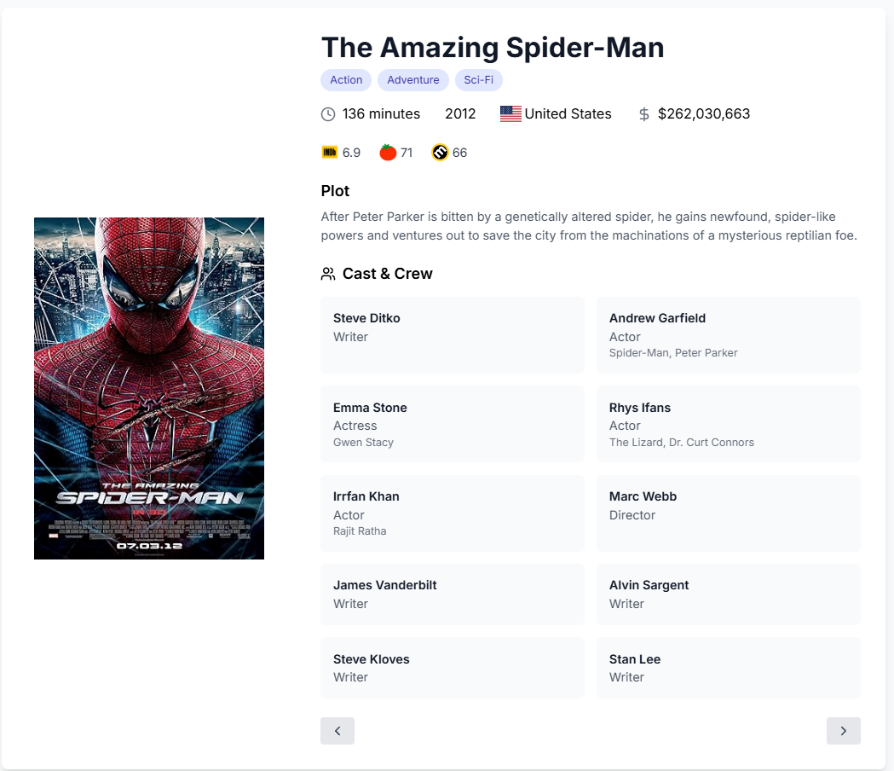 The Amazing Spider-Man
Action Adventure Sci-Fi
136 minutes 2012 United States $ $262,030,663
IMDb 6.9 71 66
Plot
After Peter Parker is bitten by a genetically altered spider, he gains newfound, spider-like
powers and ventures out to save the city from the machinations of a mysterious reptilian foe.
Cast & Crew
Steve Ditko
Writer
Andrew Garfield
Actor
Spider-Man, Peter Parker
Emma Stone
Actress
Gwen Stacy
Rhys Ifans
Actor
The Lizard, Dr. Curt Connors
Irrfan Khan
Actor
Rajit Ratha
Marc Webb
Director
James Vanderbilt
Writer
Alvin Sargent
Writer
Steve Kloves
Writer
Stan Lee
Writer
THE AMAZING
SPIDER-MAN
IN 3D
07.03.12